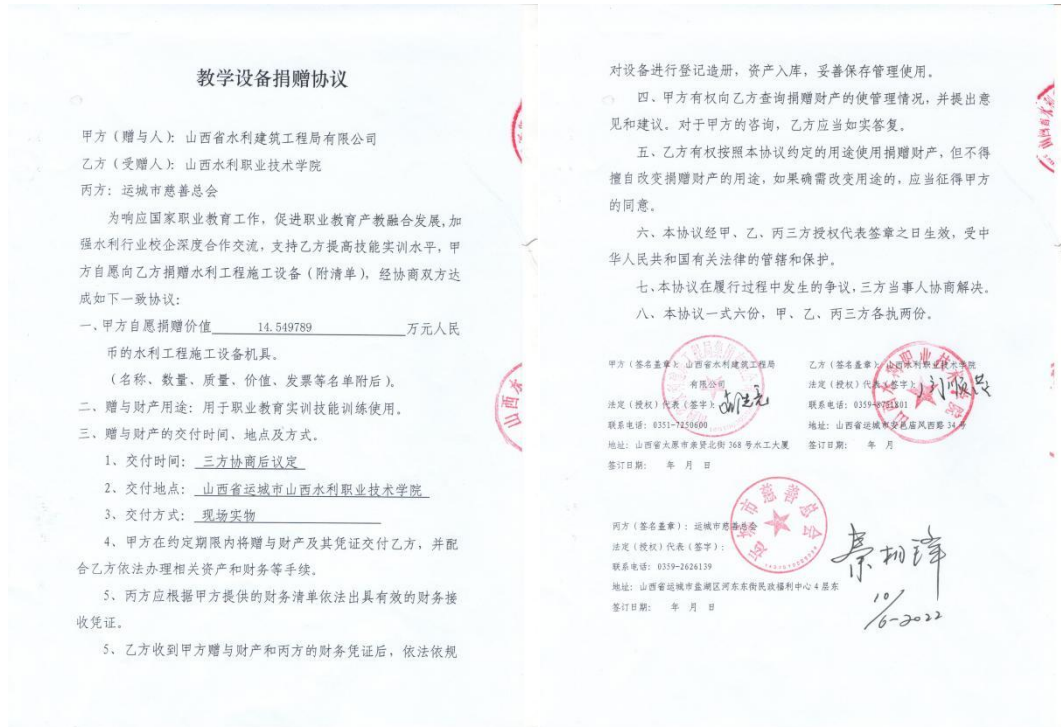 教学设备捐赠协议
甲方（赠与人）：山西省水利建筑工程局有限公司
乙方（受赠人）：山西水利职业技术学院
丙方：运城市慈善总会
为响应国家职业教育工作，促进职业教育产教融合发展，加
强水利行业校企深度合作交流，支持乙方提高技能实训水平，甲
方自愿向乙方捐赠水利工程施工设备（附清单），经协商双方达
成如下一致协议：
一、甲方自愿捐赠价值 14.549789 万元人民
币的水利工程施工设备机具。
（名称、数量、质量、价值、发票等名单附后）。
二、赠与财产用途：用于职业教育实训技能训练使用。
三、赠与财产的交付时间、地点及方式。
1、交付时间：三方协商后议定
2、交付地点：山西省运城市山西水利职业技术学院
3、交付方式：现场实物
4、甲方在约定期限内将赠与财产及其凭证交付乙方，并配
合乙方依法办理相关资产和财务等手续。
5、丙方应根据甲方提供的财务清单依法出具有效的财务接
收凭证。
5、乙方收到甲方赠与财产和丙方的财务凭证后，依法依规
山西水
对设备进行登记造册，资产入库，妥善保存管理使用。
四、甲方有权向乙方查询捐赠财产的使管理情况，并提出意
见和建议。对于甲方的咨询，乙方应当如实答复。
五、乙方有权按照本协议约定的用途使用捐赠财产，但不得
擅自改变捐赠财产的用途，如果确需改变用途的，应当征得甲方
的同意。
六、本协议经甲、乙、丙三方授权代表签章之日生效，受中
华人民共和国有关法律的管辖和保护。
七、本协议在履行过程中发生的争议，三方当事人协商解决。
八、本协议一式六份，甲、乙、丙三方各执两份。
甲方（签名盖章）：山西省水利建筑工程局
有限公司
法定（授权）代表（签字）：
联系电话：0351-7250600
地址：山西省太原市亲贤北街 368 号水工大厦
签订日期： 年 月 日
乙方（签名盖章）：山西水利职业技术学院
法定（授权）代表（签字）：
联系电话：0359-8751801
地址：山西省运城市安邑庙风西路 34 号
签订日期： 年 月
丙方（签名盖章）：运城市慈善总会
法定（授权）代表（签字）：
联系电话：0359-2626139
地址：山西省运城市盐湖区河东东街民政福利中心 4 层东
签订日期： 年 月 日
运城市慈善总会
10/6-2022